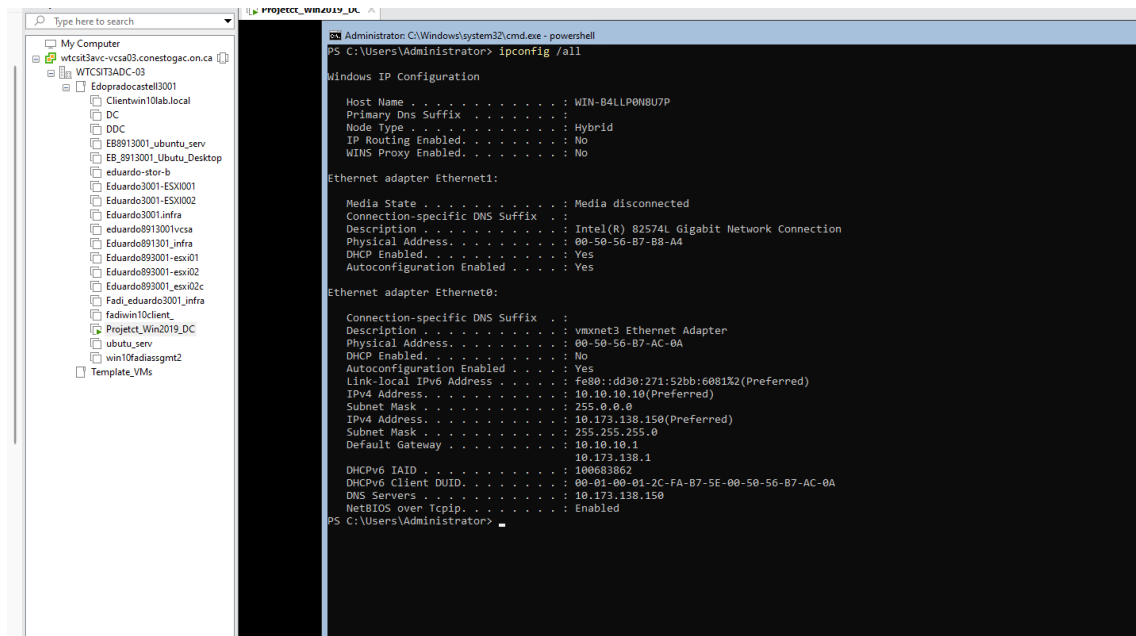 Type here to search
My Computer
wtcsit3avc-vcsa03.conestogac.on.ca
WTCSIT3ADC-03
Edopradocastell3001
Clientwin10lab.local
DC
DDC
EB8913001_ubuntu_serv
EB_8913001_Ubutu_Desktop
eduardo-stor-b
Eduardo3001-ESXI001
Eduardo3001-ESXI002
Eduardo3001.infra
eduardo8913001vcsa
Eduardo891301_infra
Eduardo893001-esxi01
Eduardo893001-esxi02
Eduardo893001_esxi02c
Fadi_eduardo3001_infra
fadiwin10client_
Projetct_Win2019_DC
ubutu_serv
win10fadiassgmt2
Template_VMs
Projetct_Win2019_DC
Administrator: C:\Windows\system32\cmd.exe - powershell
PS C:\Users\Administrator> ipconfig /all
Windows IP Configuration
Host Name . . . . . . . . . . . . : WIN-B4LLP0N8U7P
Primary Dns Suffix . . . . . . . :
Node Type . . . . . . . . . . . . : Hybrid
IP Routing Enabled. . . . . . . . : No
WINS Proxy Enabled. . . . . . . . : No
Ethernet adapter Ethernet1:
Media State . . . . . . . . . . . : Media disconnected
Connection-specific DNS Suffix . :
Description . . . . . . . . . . . : Intel(R) 82574L Gigabit Network Connection
Physical Address. . . . . . . . . : 00-50-56-B7-B8-A4
DHCP Enabled. . . . . . . . . . . : Yes
Autoconfiguration Enabled . . . . : Yes
Ethernet adapter Ethernet0:
Connection-specific DNS Suffix . :
Description . . . . . . . . . . . : vmxnet3 Ethernet Adapter
Physical Address. . . . . . . . . : 00-50-56-B7-AC-0A
DHCP Enabled. . . . . . . . . . . : No
Autoconfiguration Enabled . . . . : Yes
Link-local IPv6 Address . . . . . : fe80::dd30:271:52bb:6081%2(Preferred)
IPv4 Address. . . . . . . . . . . : 10.10.10.10(Preferred)
Subnet Mask . . . . . . . . . . . : 255.0.0.0
IPv4 Address. . . . . . . . . . . : 10.173.138.150(Preferred)
Subnet Mask . . . . . . . . . . . : 255.255.255.0
Default Gateway . . . . . . . . . : 10.10.10.1
10.173.138.1
DHCPv6 IAID . . . . . . . . . . . : 100683862
DHCPv6 Client DUID. . . . . . . . : 00-01-00-01-2C-FA-B7-5E-00-50-56-B7-AC-0A
DNS Servers . . . . . . . . . . . : 10.173.138.150
NetBIOS over Tcpip. . . . . . . . : Enabled
PS C:\Users\Administrator>